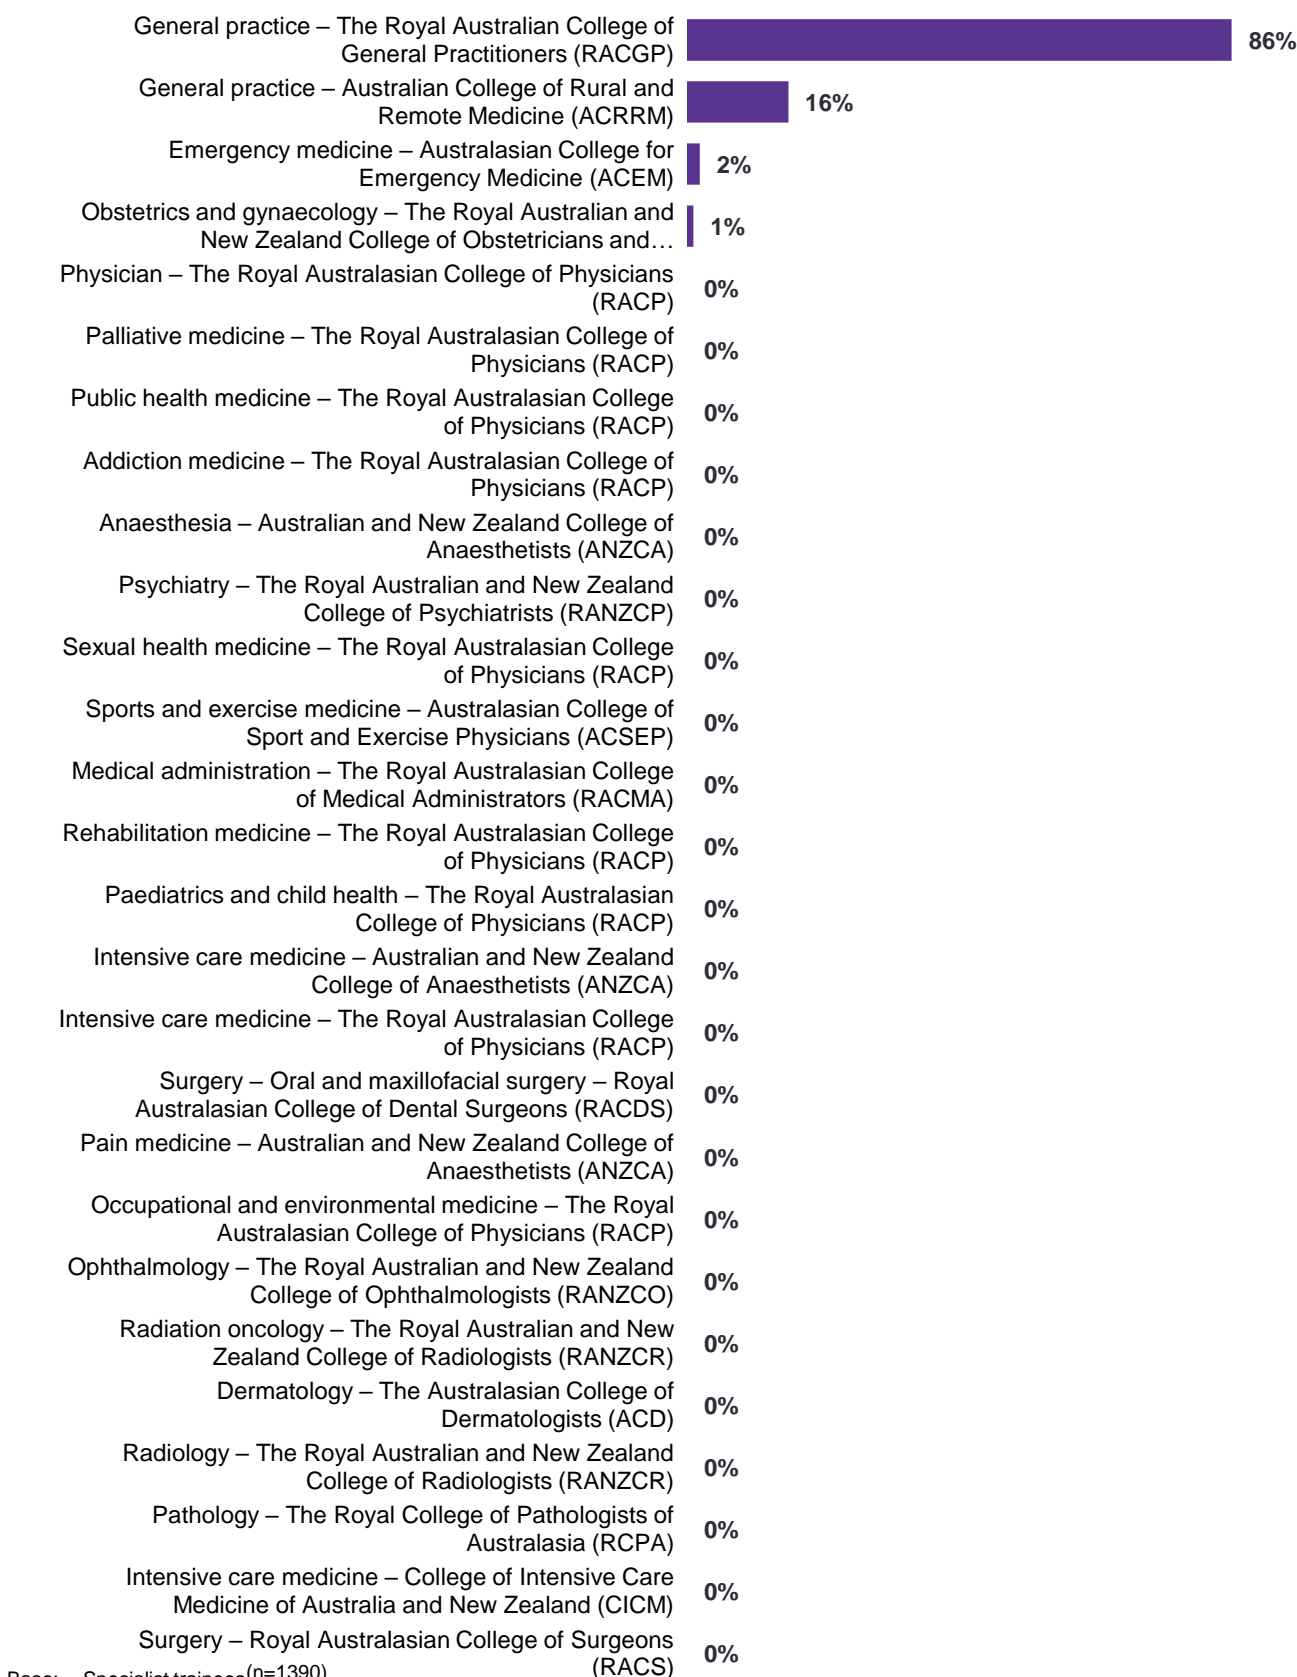 General practice – The Royal Australian College of
General Practitioners (RACGP)
86%
General practice – Australian College of Rural and
Remote Medicine (ACRRM)
16%
Emergency medicine – Australasian College for
Emergency Medicine (ACEM)
2%
Obstetrics and gynaecology – The Royal Australian and
New Zealand College of Obstetricians and…
1%
Physician – The Royal Australasian College of Physicians
(RACP)
0%
Palliative medicine – The Royal Australasian College of
Physicians (RACP)
0%
Public health medicine – The Royal Australasian College
of Physicians (RACP)
0%
Addiction medicine – The Royal Australasian College of
Physicians (RACP)
0%
Anaesthesia – Australian and New Zealand College of
Anaesthetists (ANZCA)
0%
Psychiatry – The Royal Australian and New Zealand
College of Psychiatrists (RANZCP)
0%
Sexual health medicine – The Royal Australasian College
of Physicians (RACP)
0%
Sports and exercise medicine – Australasian College of
Sport and Exercise Physicians (ACSEP)
0%
Medical administration – The Royal Australasian College
of Medical Administrators (RACMA)
0%
Rehabilitation medicine – The Royal Australasian College
of Physicians (RACP)
0%
Paediatrics and child health – The Royal Australasian
College of Physicians (RACP)
0%
Intensive care medicine – Australian and New Zealand
College of Anaesthetists (ANZCA)
0%
Intensive care medicine – The Royal Australasian College
of Physicians (RACP)
0%
Surgery – Oral and maxillofacial surgery – Royal
Australasian College of Dental Surgeons (RACDS)
0%
Pain medicine – Australian and New Zealand College of
Anaesthetists (ANZCA)
0%
Occupational and environmental medicine – The Royal
Australasian College of Physicians (RACP)
0%
Ophthalmology – The Royal Australian and New Zealand
College of Ophthalmologists (RANZCO)
0%
Radiation oncology – The Royal Australian and New
Zealand College of Radiologists (RANZCR)
0%
Dermatology – The Australasian College of
Dermatologists (ACD)
0%
Radiology – The Royal Australian and New Zealand
College of Radiologists (RANZCR)
0%
Pathology – The Royal College of Pathologists of
Australasia (RCPA)
0%
Intensive care medicine – College of Intensive Care
Medicine of Australia and New Zealand (CICM)
0%
Surgery – Royal Australasian College of Surgeons
(RACS)
0%
Base: Specialist trainees (n=1390)